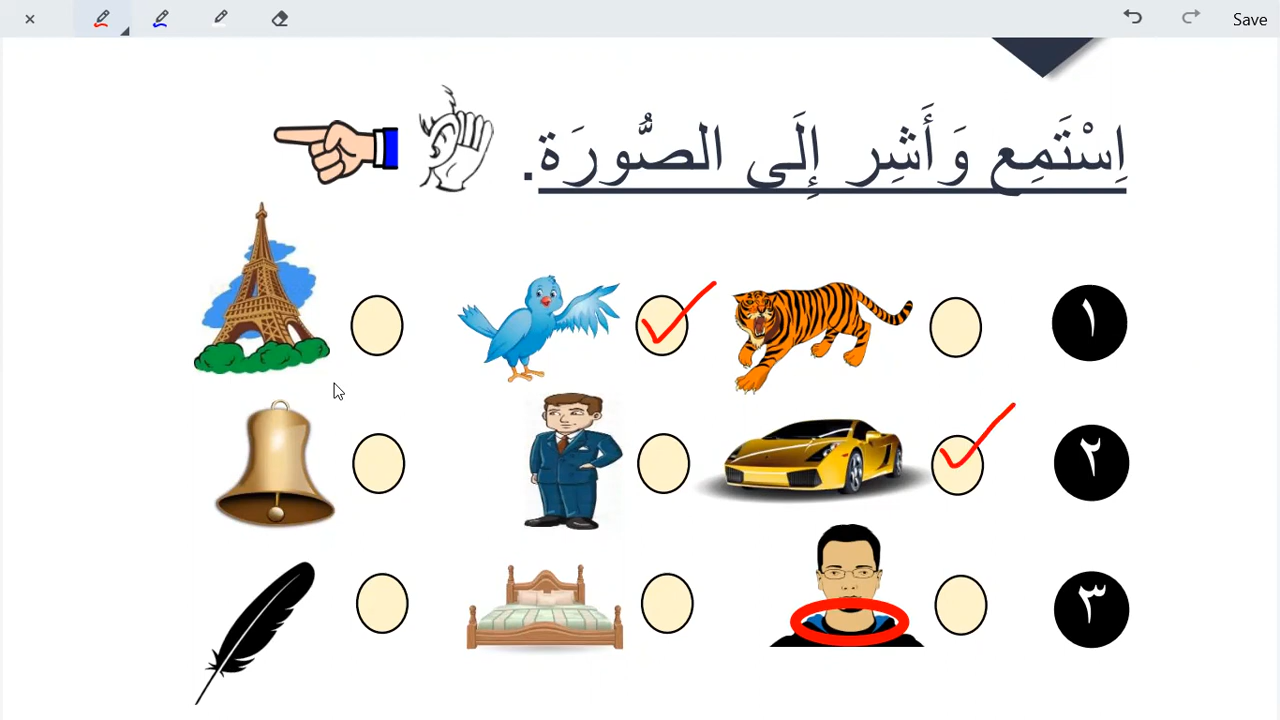 Save
اِسْتَمِع وَأَشِر إِلَى الصُّورَة.
١
٢
٣